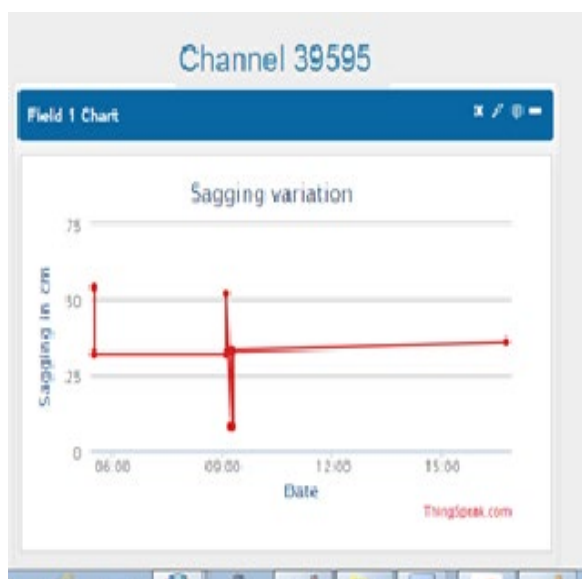 Channel 39595
Field 1 Chart
Sagging variation
Sagging in cm
75
50
25
0
06:00
09:00
12:00
15:00
Date
ThingSpeak.com